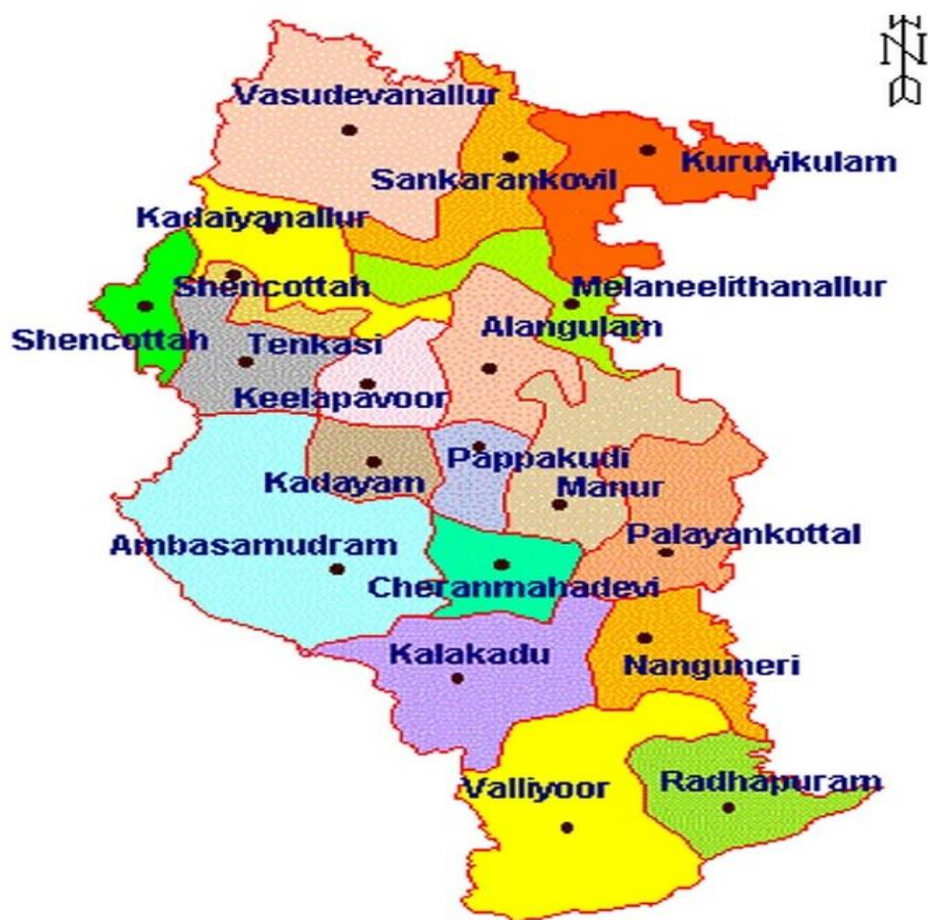 N
Vasudevanallur
Kuruvikulam
Sankarankovil
Kadaiyanallur
Shencottah
Melaneelithanallur
Alangulam
Shencottah
Tenkasi
Keelapavoor
Pappakudi
Kadayam
Manur
Palayankottal
Ambasamudram
Cheranmahadevi
Kalakadu
Nanguneri
Radhapuram
Valliyoor